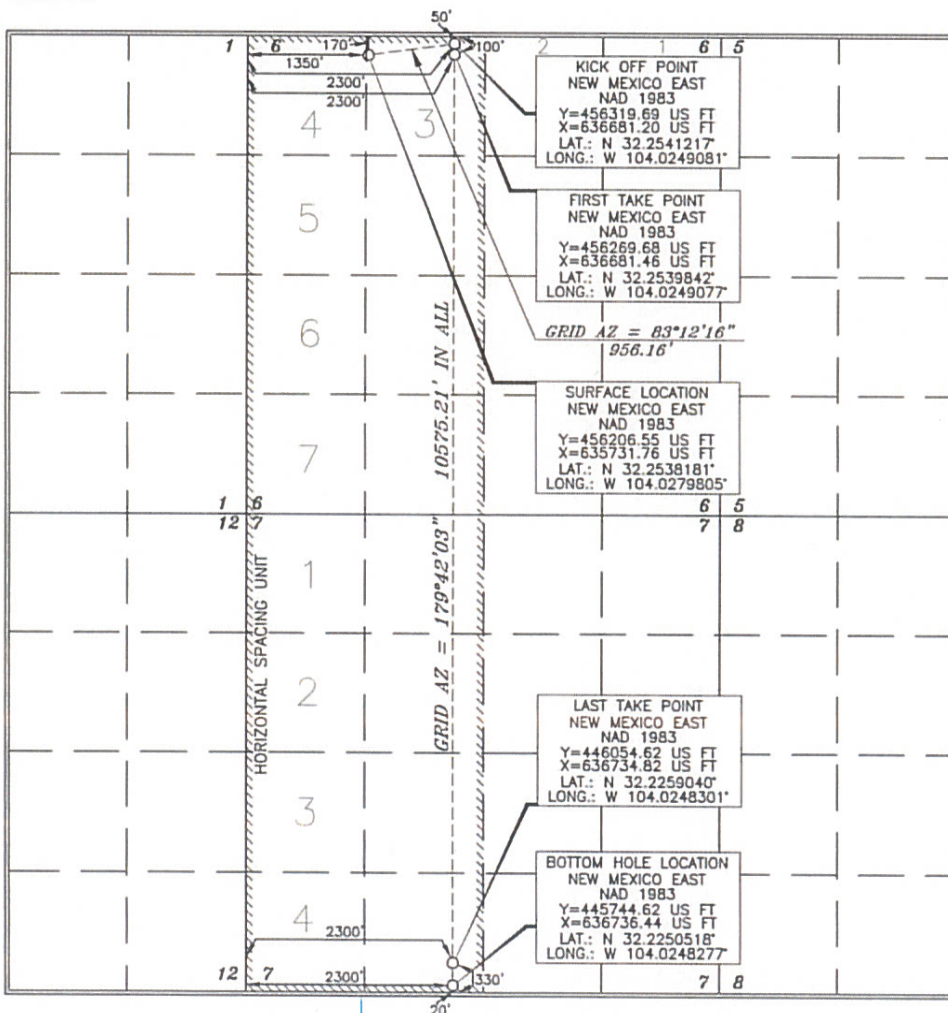 50'
1 6 170' 100' 2 1 6 5
1350'
2300'
2300'
4 3
KICK OFF POINT
NEW MEXICO EAST
NAD 1983
Y=456319.69 US FT
X=636681.20 US FT
LAT.: N 32.2541217°
LONG.: W 104.0249081°
5
FIRST TAKE POINT
NEW MEXICO EAST
NAD 1983
Y=456269.68 US FT
X=636681.46 US FT
LAT.: N 32.2539842°
LONG.: W 104.0249077°
6
10575.21' IN ALL
GRID AZ = 83°12'16"
956.16'
SURFACE LOCATION
NEW MEXICO EAST
NAD 1983
Y=456206.55 US FT
X=635731.76 US FT
LAT.: N 32.2538181°
LONG.: W 104.0279805°
7
1 6 6 5
12 7 7 8
1
HORIZONTAL SPACING UNIT
GRID AZ = 179°42'03"
2
LAST TAKE POINT
NEW MEXICO EAST
NAD 1983
Y=446054.62 US FT
X=636734.82 US FT
LAT.: N 32.2259040°
LONG.: W 104.0248301°
3
BOTTOM HOLE LOCATION
NEW MEXICO EAST
NAD 1983
Y=445744.62 US FT
X=636736.44 US FT
LAT.: N 32.2250518°
LONG.: W 104.0248277°
4
2300'
12 7 2300' 330' 7 8
20'